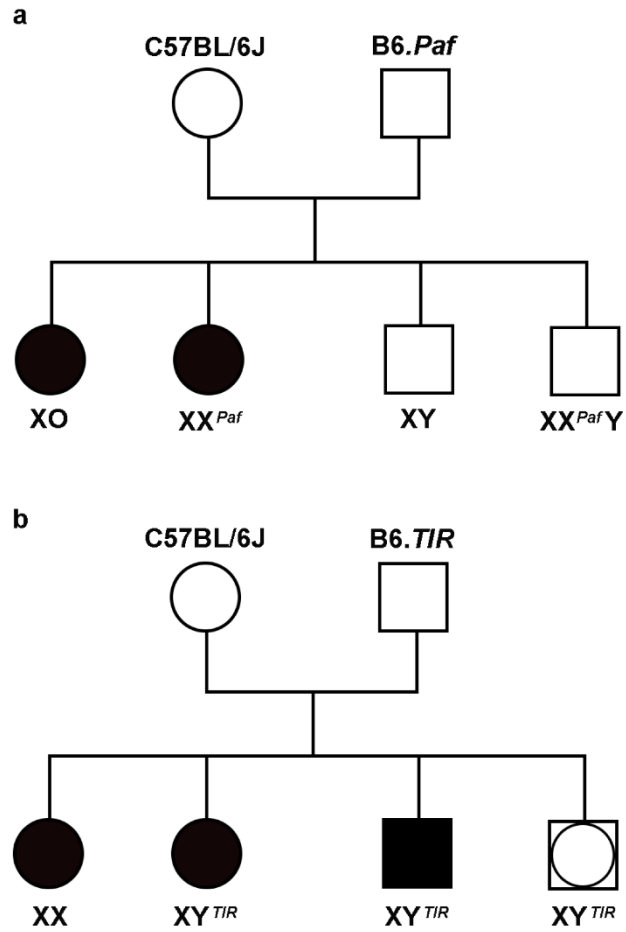 a
C57BL/6J B6.Paf
XO XX^Paf XY XX^Paf Y
b
C57BL/6J B6.TIR
XX XY^TIR XY^TIR XY^TIR